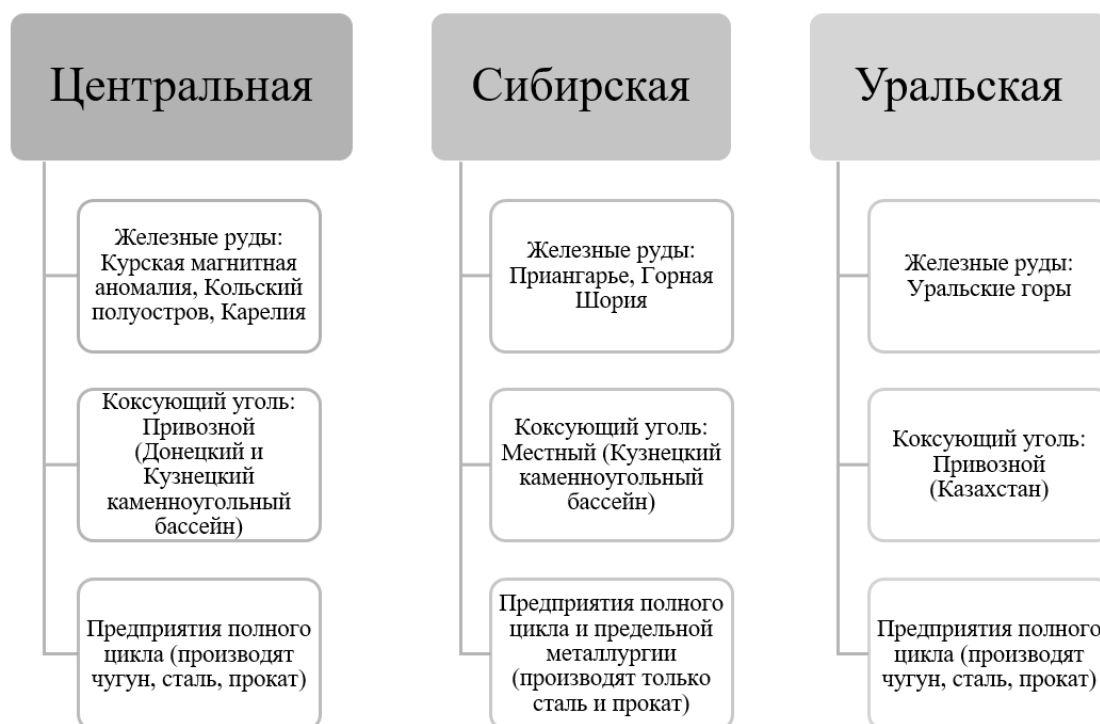 Центральная
Железные руды:
Курская магнитная
аномалия, Кольский
полуостров, Карелия
Коксующий уголь:
Привозной
(Донецкий и
Кузнецкий
каменноугольный
бассейн)
Предприятия полного
цикла (производят
чугун, сталь, прокат)
Сибирская
Железные руды:
Приангарье, Горная
Шория
Коксующий уголь:
Местный (Кузнецкий
каменноугольный
бассейн)
Предприятия полного
цикла и предельной
металлургии
(производят только
сталь и прокат)
Уральская
Железные руды:
Уральские горы
Коксующий уголь:
Привозной
(Казахстан)
Предприятия полного
цикла (производят
чугун, сталь, прокат)